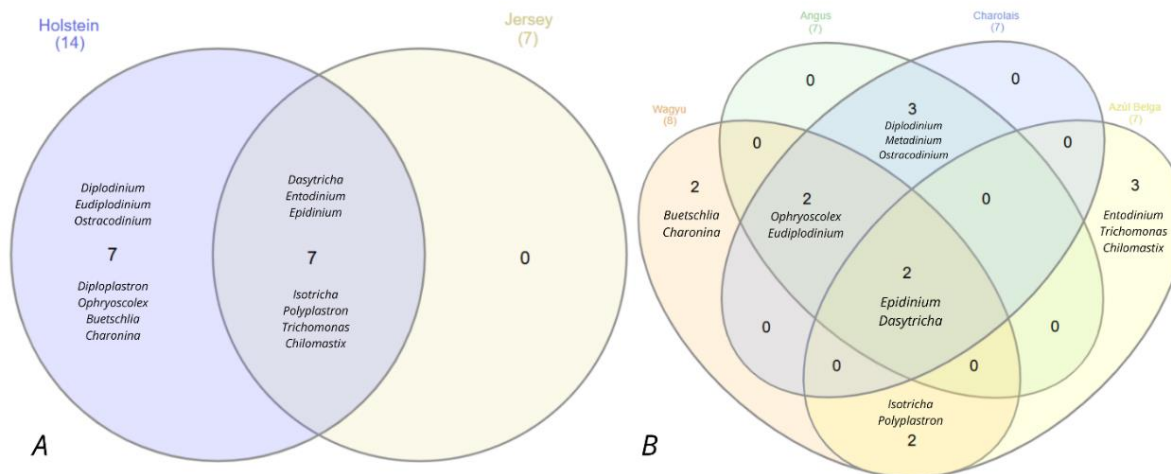 Holstein
(14)
Jersey
(7)
Diplodinium
Eudiplodinium
Ostracodinium
7
Diploplastron
Ophryoscolex
Buetschlia
Charonina
Dasytricha
Entodinium
Epidinium
7
Isotricha
Polyplastron
Trichomonas
Chilomastix
0
A
Angus
(7)
Charolais
(7)
Wagyu
(8)
Azúl Belga
(7)
0
0
3
Diplodinium
Metadinium
Ostracodinium
0
0
2
Buetschlia
Charonina
2
Ophryoscolex
Eudiplodinium
0
3
Entodinium
Trichomonas
Chilomastix
2
Epidinium
Dasytricha
0
0
0
0
Isotricha
Polyplastron
2
B